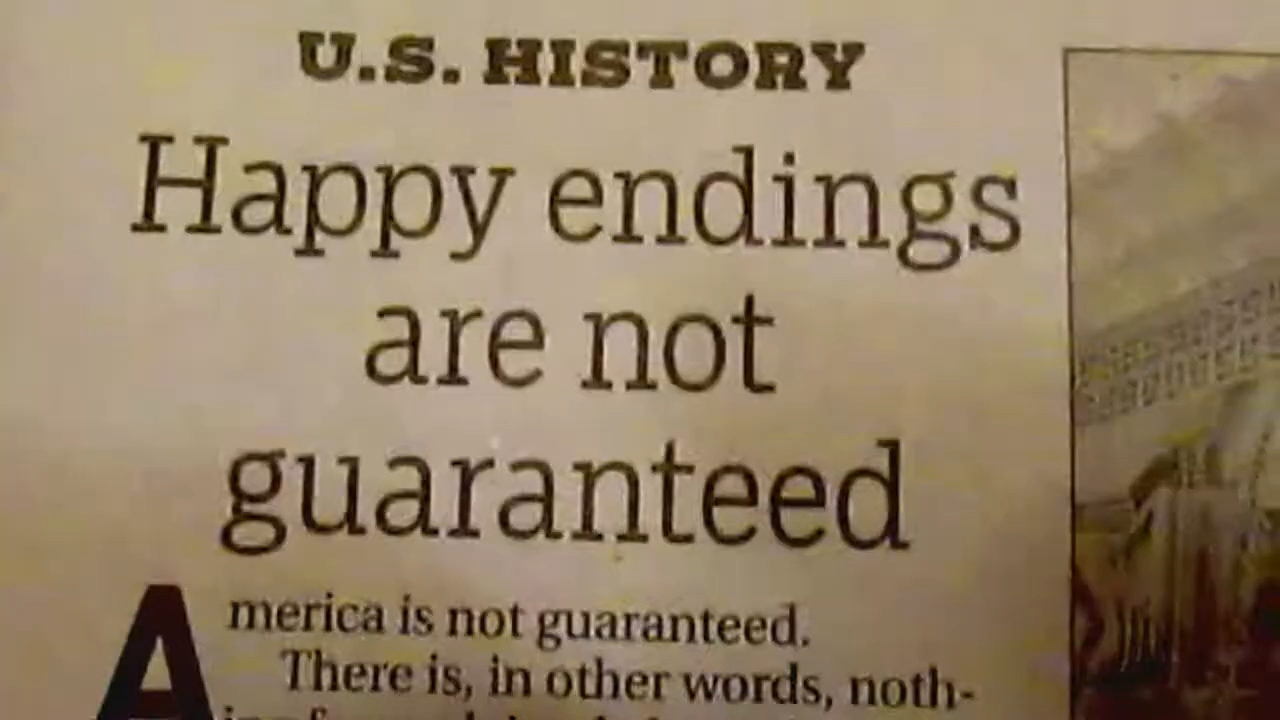 U.S. HISTORY
Happy endings
are not
guaranteed
America is not guaranteed.
There is, in other words, noth-